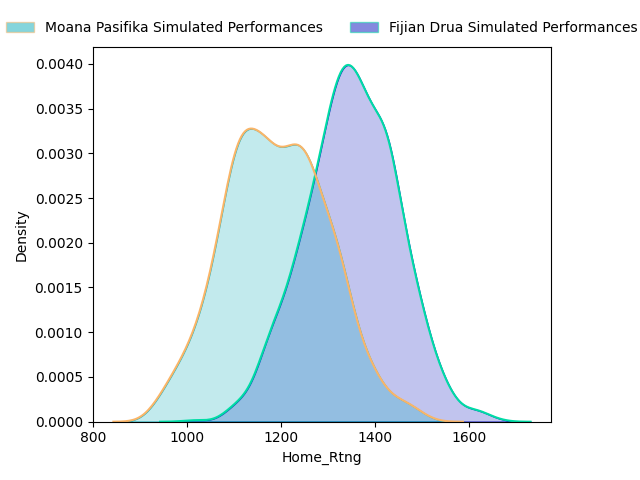 Moana Pasifika Simulated Performances Fijian Drua Simulated Performances
0.0040
0.0035
0.0030
0.0025
0.0020
0.0015
0.0010
0.0005
0.0000
Density
800 1000 1200 1400 1600
Home_Rtng